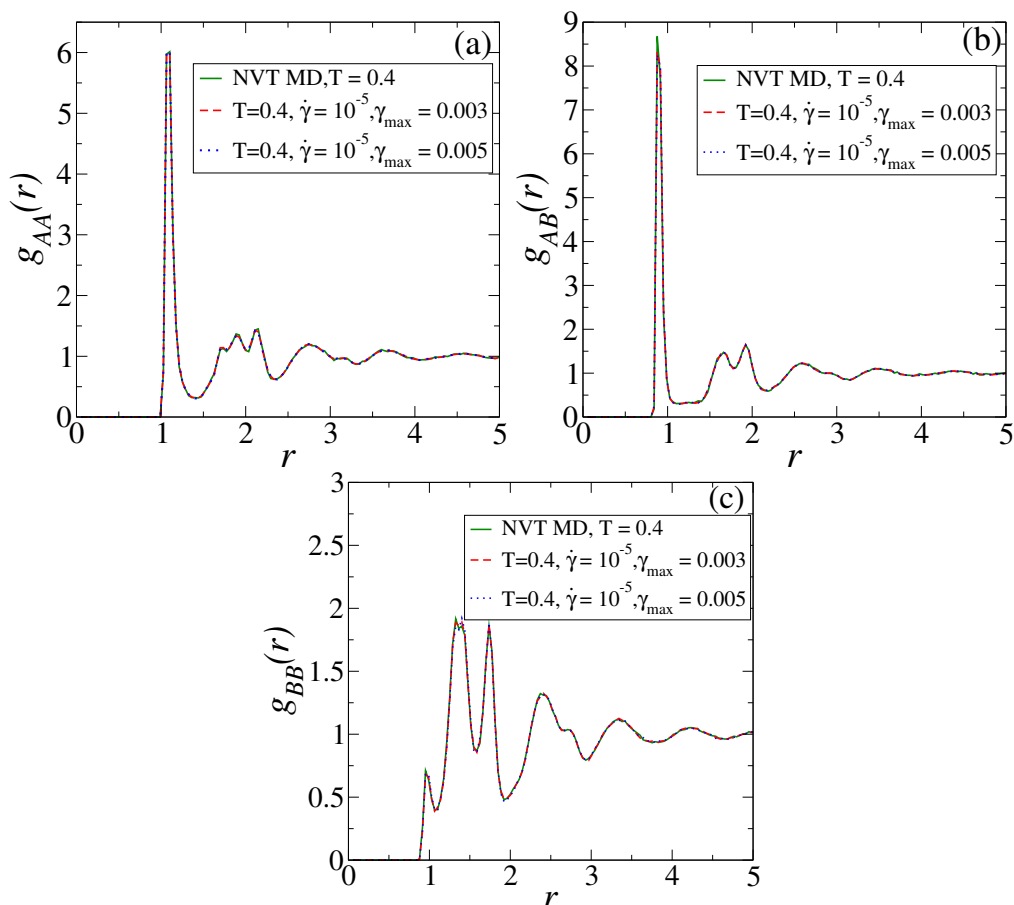 (a)
6
5
4
3
2
1
0
g_AA(r)
NVT MD,T = 0.4
T=0.4, γ̇ = 10⁻⁵,γ_max = 0.003
T=0.4, γ̇ = 10⁻⁵,γ_max = 0.005
0 1 2 3 4 5
r
(b)
9
8
7
6
5
4
3
2
1
0
g_AB(r)
NVT MD, T = 0.4
T=0.4, γ̇ = 10⁻⁵,γ_max = 0.003
T=0.4, γ̇ = 10⁻⁵,γ_max = 0.005
0 1 2 3 4 5
r
(c)
3
2.5
2
1.5
1
0.5
0
g_BB(r)
NVT MD, T = 0.4
T=0.4, γ̇ = 10⁻⁵,γ_max = 0.003
T=0.4, γ̇ = 10⁻⁵,γ_max = 0.005
0 1 2 3 4 5
r